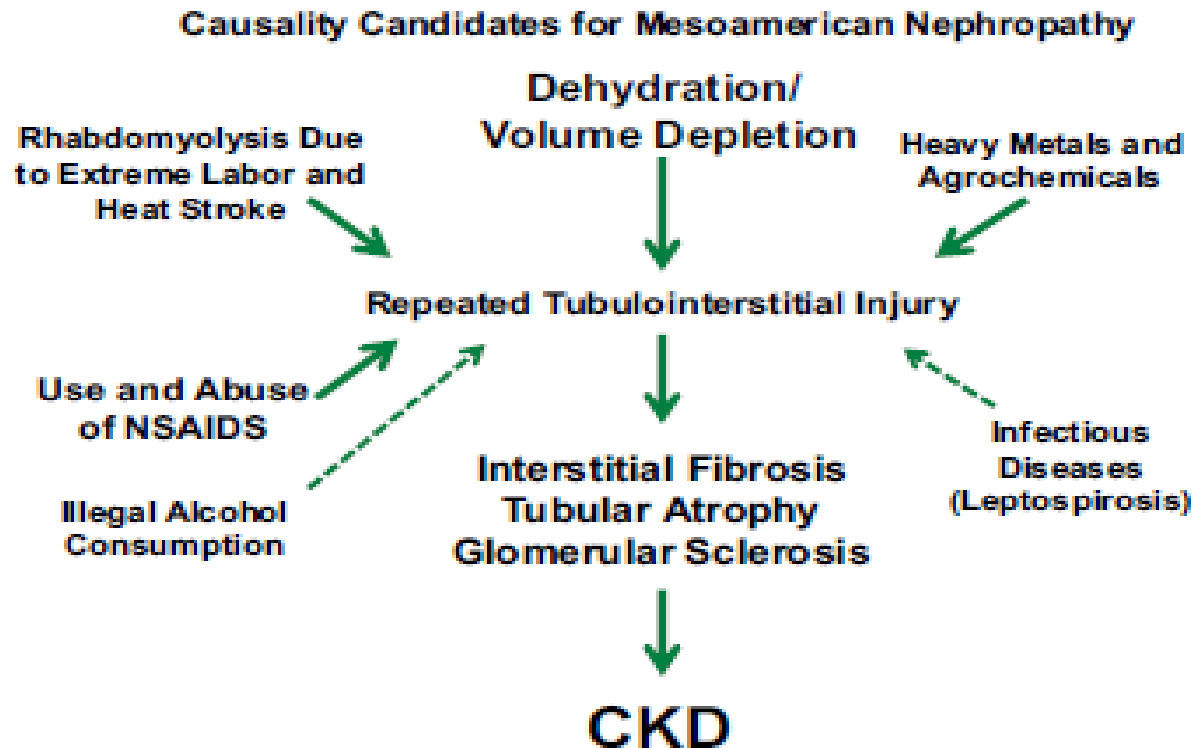 Causality Candidates for Mesoamerican Nephropathy
Dehydration/
Volume Depletion
Rhabdomyolysis Due
to Extreme Labor and
Heat Stroke
Heavy Metals and
Agrochemicals
Repeated Tubulointerstitial Injury
Use and Abuse
of NSAIDS
Illegal Alcohol
Consumption
Infectious
Diseases
(Leptospirosis)
Interstitial Fibrosis
Tubular Atrophy
Glomerular Sclerosis
CKD